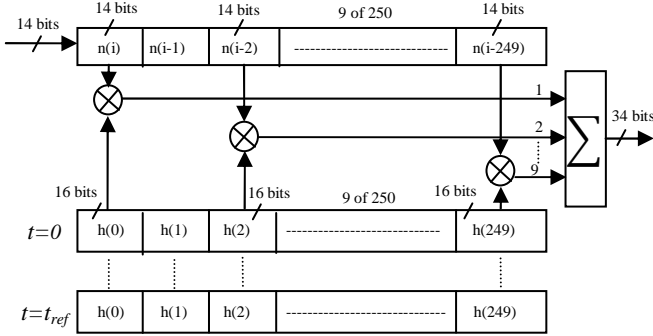 14 bits 14 bits 9 of 250 14 bits
14 bits
n(i) n(i-1) n(i-2) ---------------------------- n(i-249)
1
34 bits
2
∑
9
16 bits 16 bits 9 of 250 16 bits
t=0 h(0) h(1) h(2) ---------------------------- h(249)
t=tref h(0) h(1) h(2) ---------------------------- h(249)